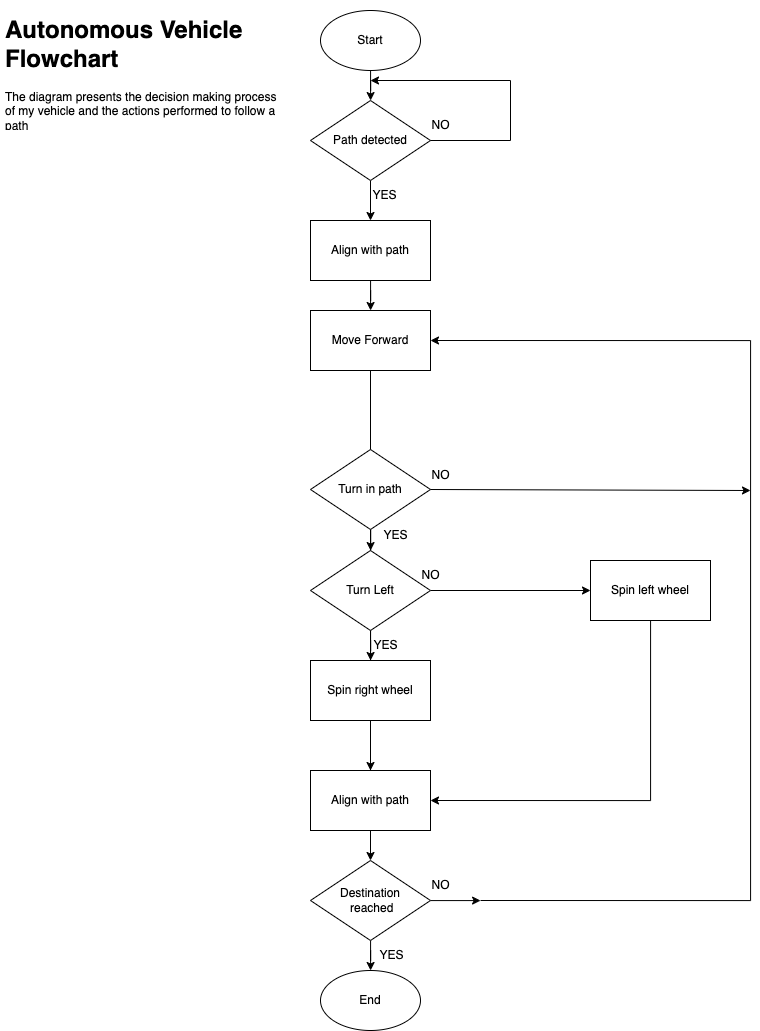 Autonomous Vehicle
Flowchart
The diagram presents the decision making process
of my vehicle and the actions performed to follow a
path
Start
Path detected
NO
YES
Align with path
Move Forward
Turn in path
NO
YES
Turn Left
NO
Spin left wheel
YES
Spin right wheel
Align with path
Destination
reached
NO
YES
End